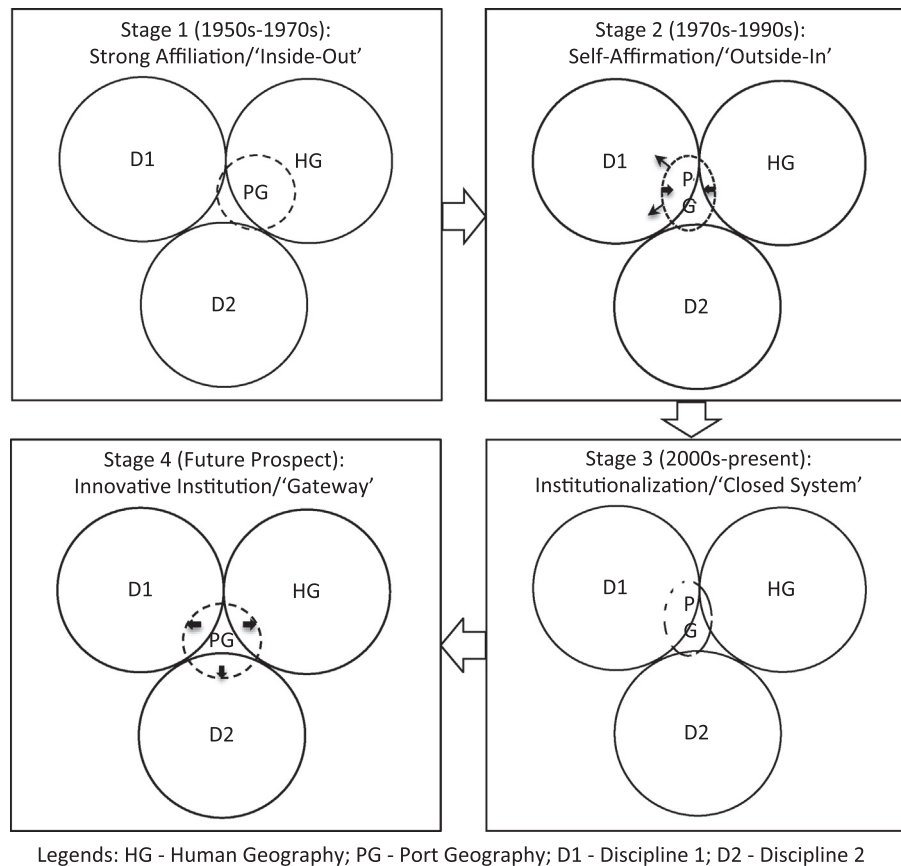 Stage 1 (1950s-1970s):
Strong Affiliation/‘Inside-Out’
D1
HG
PG
D2
Stage 2 (1970s-1990s):
Self-Affirmation/‘Outside-In’
D1
HG
P
G
D2
Stage 4 (Future Prospect):
Innovative Institution/‘Gateway’
D1
HG
PG
D2
Stage 3 (2000s-present):
Institutionalization/‘Closed System’
D1
HG
P
G
D2
Legends: HG - Human Geography; PG - Port Geography; D1 - Discipline 1; D2 - Discipline 2